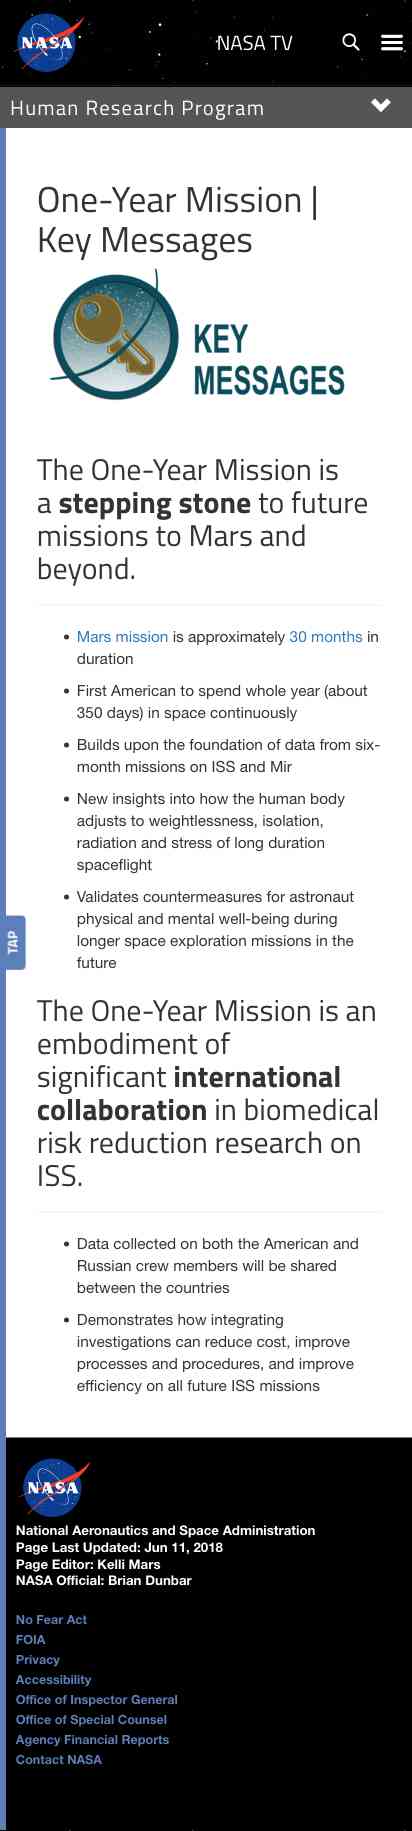 NASA
NASA TV
Human Research Program
One-Year Mission |
Key Messages
KEY
MESSAGES
The One-Year Mission is
a stepping stone to future
missions to Mars and
beyond.
• Mars mission is approximately 30 months in
duration
• First American to spend whole year (about
350 days) in space continuously
• Builds upon the foundation of data from six-
month missions on ISS and Mir
• New insights into how the human body
adjusts to weightlessness, isolation,
radiation and stress of long duration
spaceflight
• Validates countermeasures for astronaut
physical and mental well-being during
longer space exploration missions in the
future
TAP
The One-Year Mission is an
embodiment of
significant international
collaboration in biomedical
risk reduction research on
ISS.
• Data collected on both the American and
Russian crew members will be shared
between the countries
• Demonstrates how integrating
investigations can reduce cost, improve
processes and procedures, and improve
efficiency on all future ISS missions
NASA
National Aeronautics and Space Administration
Page Last Updated: Jun 11, 2018
Page Editor: Kelli Mars
NASA Official: Brian Dunbar
No Fear Act
FOIA
Privacy
Accessibility
Office of Inspector General
Office of Special Counsel
Agency Financial Reports
Contact NASA